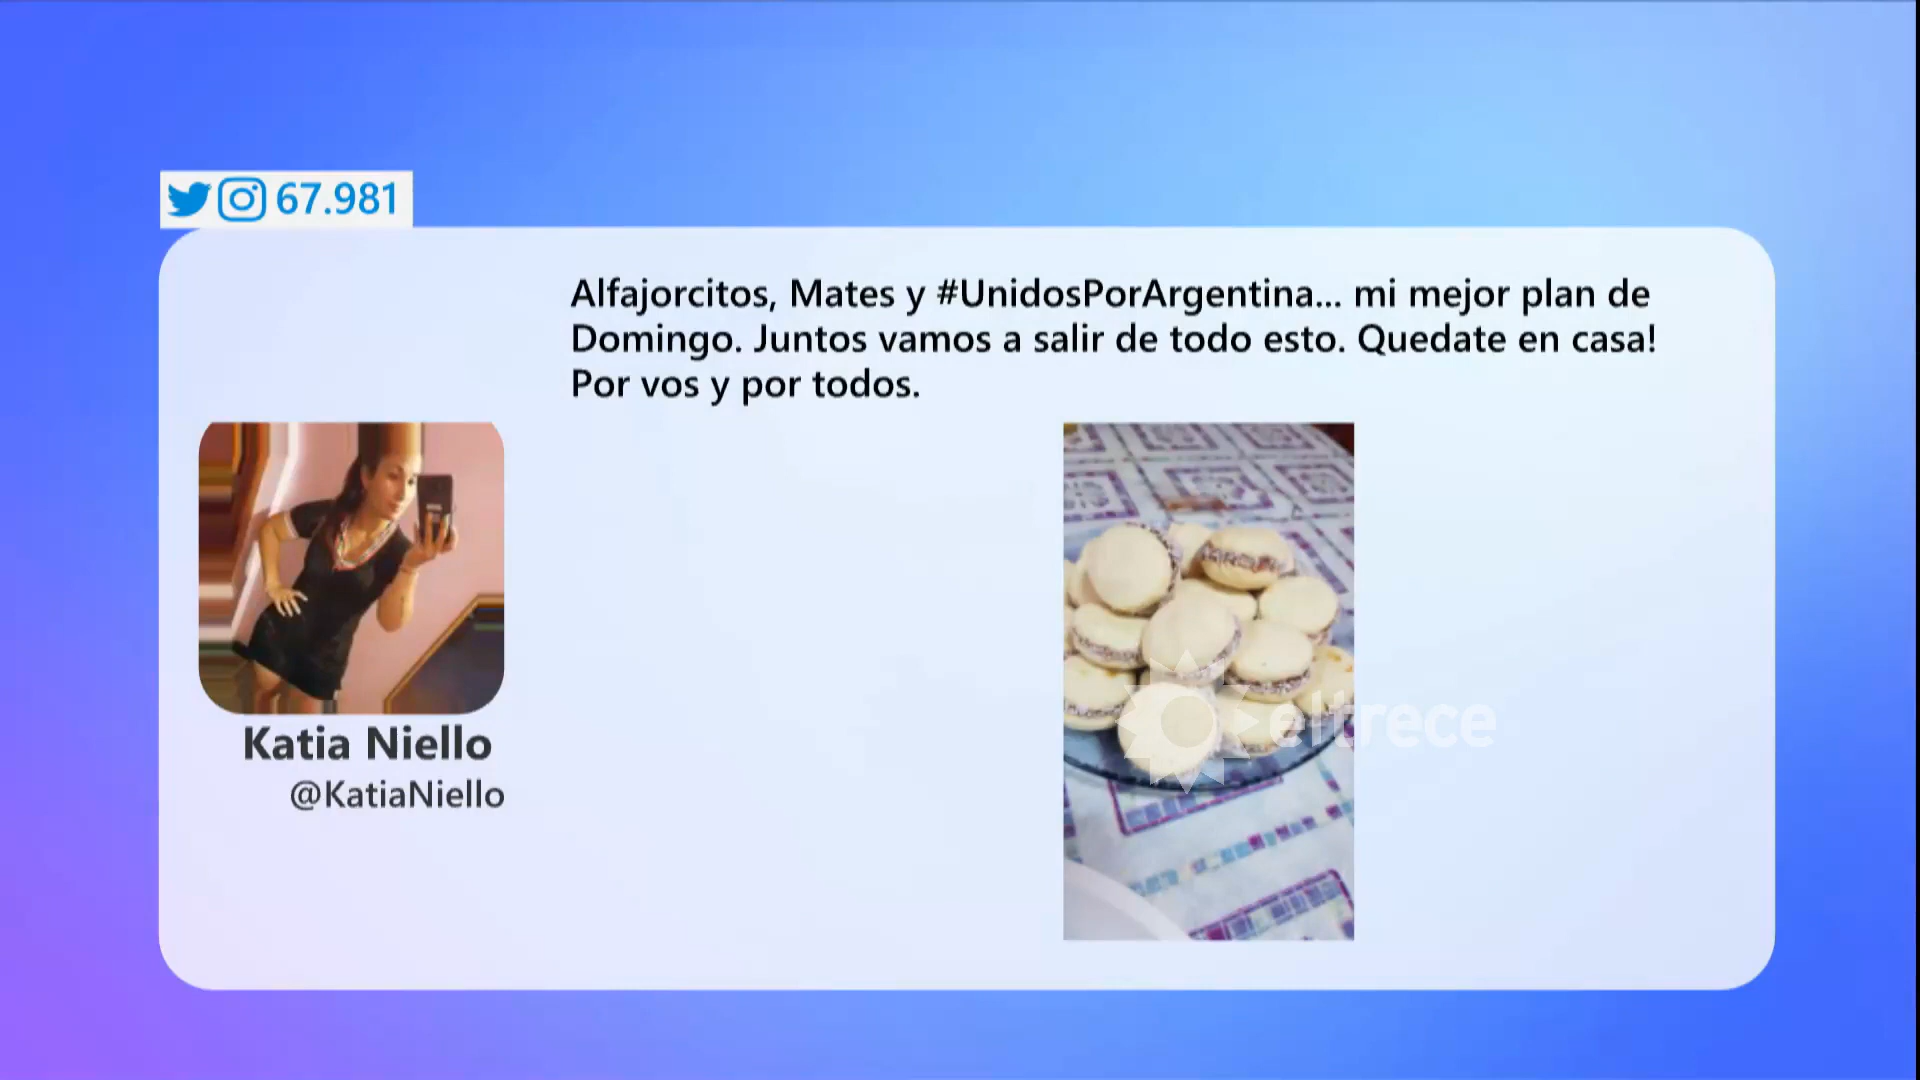 67.981
Alfajorcitos, Mates y #UnidosPorArgentina... mi mejor plan de
Domingo. Juntos vamos a salir de todo esto. Quedate en casa!
Por vos y por todos.
Katia Niello
@KatiaNiello
eltrece